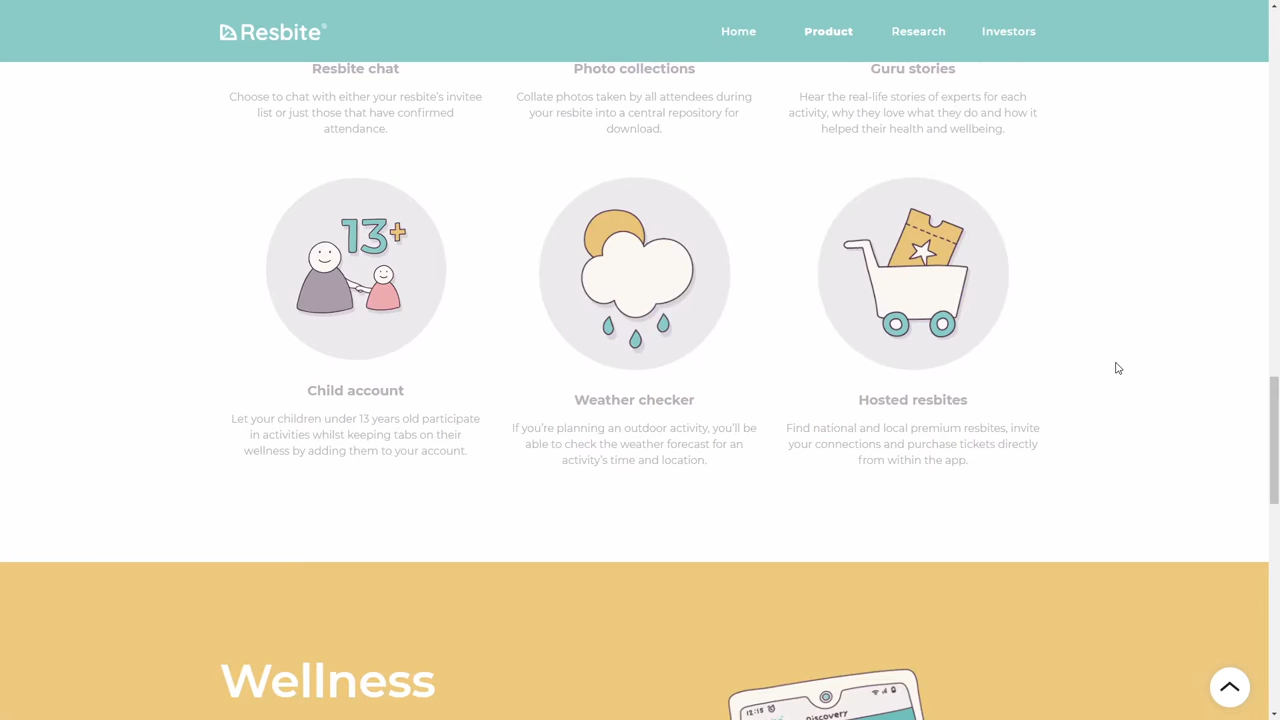 Resbite®
Home Product Research Investors
Resbite chat
Choose to chat with either your resbite's invitee
list or just those that have confirmed
attendance.
Photo collections
Collate photos taken by all attendees during
your resbite into a central repository for
download.
Guru stories
Hear the real-life stories of experts for each
activity, why they love what they do and how it
helped their health and wellbeing.
13+
Child account
Let your children under 13 years old participate
in activities whilst keeping tabs on their
wellness by adding them to your account.
Weather checker
If you're planning an outdoor activity, you'll be
able to check the weather forecast for an
activity's time and location.
Hosted resbites
Find national and local premium resbites, invite
your connections and purchase tickets directly
from within the app.
Wellness
12:15
Discovery